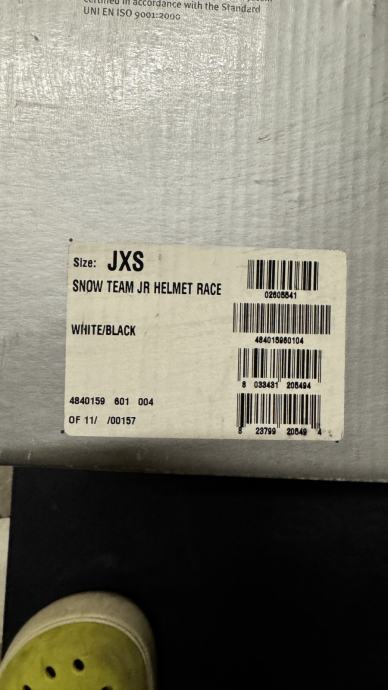 certified in accordance with the Standard
UNI EN ISO 9001:2000
Size: JXS
SNOW TEAM JR HELMET RACE
WHITE/BLACK
4840159 601 004
OF 11/ /00157
02605841
484015960104
8 033431 205494
8 23799 20549 4